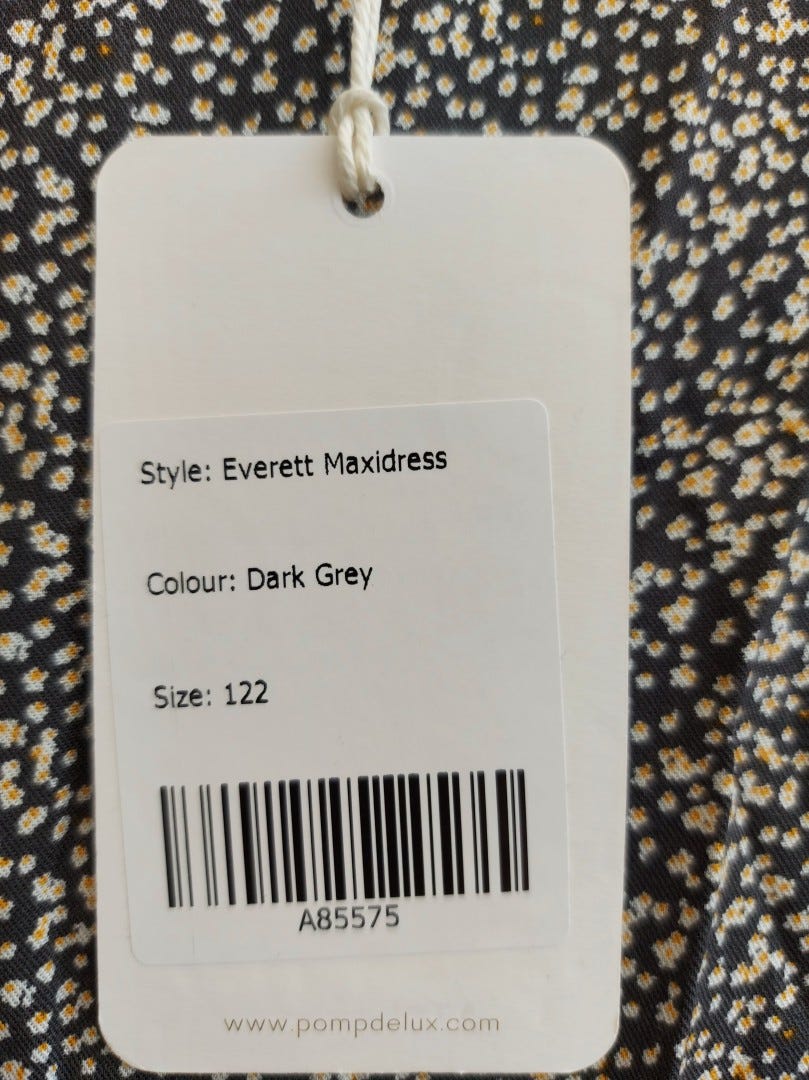 Style: Everett Maxidress
Colour: Dark Grey
Size: 122
A85575
www.pompdelux.com